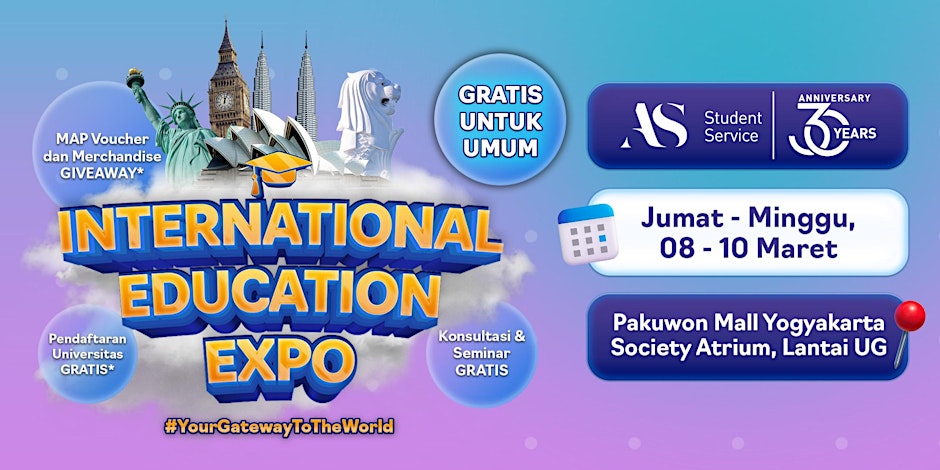 MAP Voucher
dan Merchandise
GIVEAWAY*
GRATIS
UNTUK
UMUM
INTERNATIONAL
EDUCATION
EXPO
Pendaftaran
Universitas
GRATIS*
Konsultasi &
Seminar
GRATIS
#YourGatewayToTheWorld
AS Student
Service
ANNIVERSARY
30 YEARS
Jumat - Minggu,
08 - 10 Maret
Pakuwon Mall Yogyakarta
Society Atrium, Lantai UG